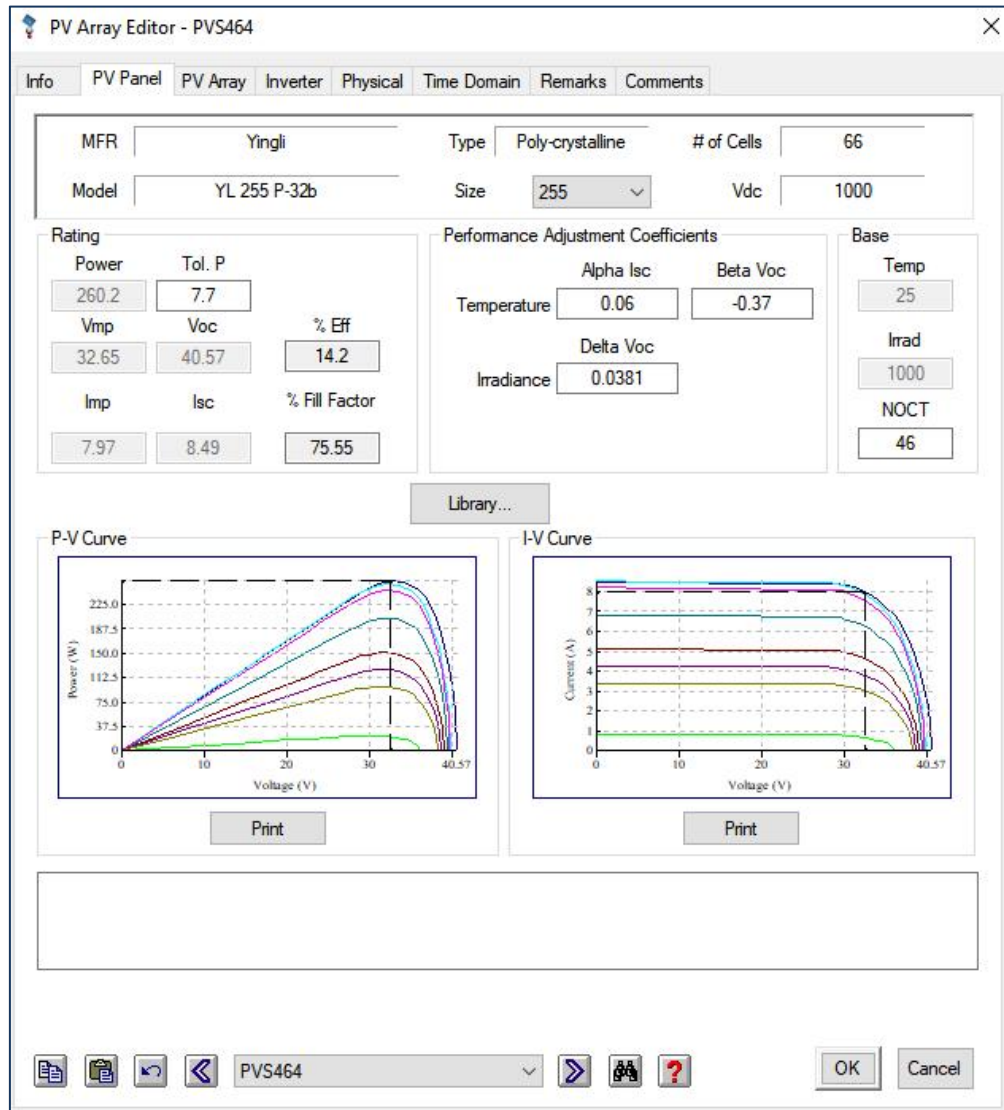 PV Array Editor - PVS464
Info PV Panel PV Array Inverter Physical Time Domain Remarks Comments
MFR Yingli Type Poly-crystalline # of Cells 66
Model YL 255 P-32b Size 255 Vdc 1000
Rating Performance Adjustment Coefficients Base
Power Tol. P Alpha Isc Beta Voc Temp
260.2 7.7 Temperature 0.06 -0.37 25
Vmp Voc % Eff Delta Voc Irrad
32.65 40.57 14.2 Irradiance 0.0381 1000
Imp Isc % Fill Factor NOCT
7.97 8.49 75.55 46
Library...
P-V Curve
225.0
187.5
150.0
112.5
75.0
37.5
0
Power (W)
0 10 20 30 40.57
Voltage (V)
Print
I-V Curve
8
7
6
5
4
3
2
1
0
Current (A)
0 10 20 30 40.57
Voltage (V)
Print
PVS464 ? OK Cancel